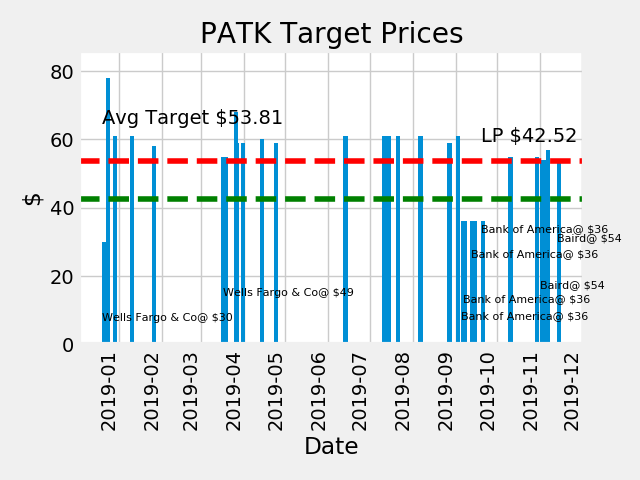 PATK Target Prices
80
60
40
20
0
$
Avg Target $53.81
LP $42.52
Bank of America@ $36
Baird@ $54
Bank of America@ $36
Baird@ $54
Wells Fargo & Co@ $49
Bank of America@ $36
Bank of America@ $36
Wells Fargo & Co@ $30
2019-01
2019-02
2019-03
2019-04
2019-05
2019-06
2019-07
2019-08
2019-09
2019-10
2019-11
2019-12
Date